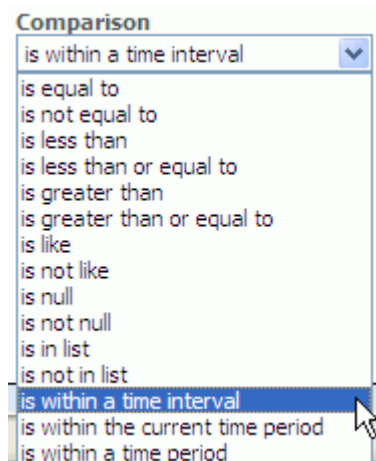 Comparison
is within a time interval
is equal to
is not equal to
is less than
is less than or equal to
is greater than
is greater than or equal to
is like
is not like
is null
is not null
is in list
is not in list
is within a time interval
is within the current time period
is within a time period